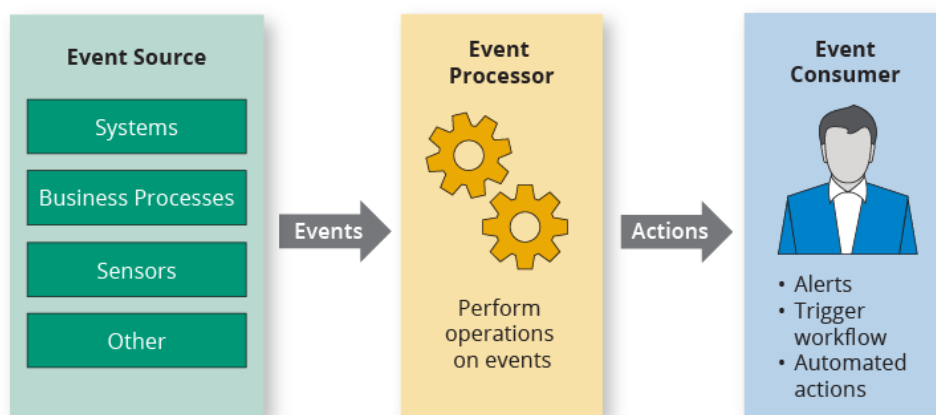 Event Source
Systems
Business Processes
Sensors
Other
Events
Event
Processor
Perform
operations
on events
Actions
Event
Consumer
• Alerts
• Trigger
workflow
• Automated
actions